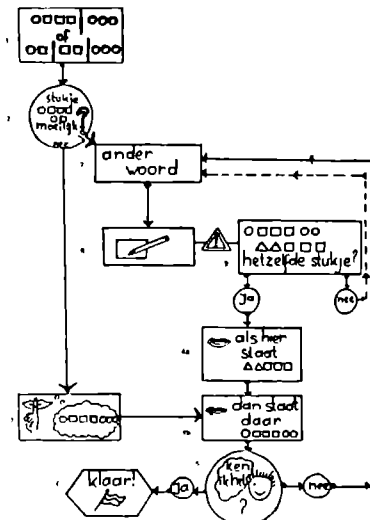 of
stukje
moeilijk
nee
ander
woord
hetzelfde stukje?
ja
nee
als hier
staat
dan staat
daar
ken
ik het
?
ja
nee
klaar!